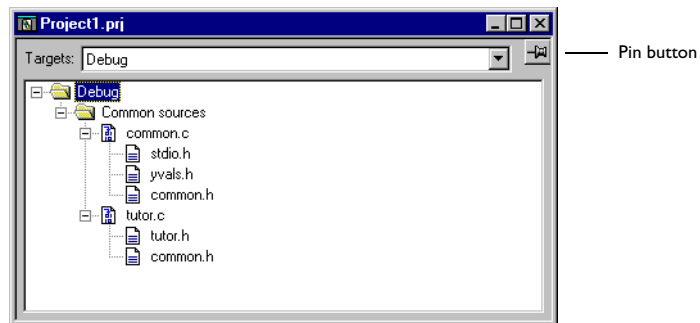 Project1.prj
Targets: Debug
Pin button
Debug
Common sources
common.c
stdio.h
yvals.h
common.h
tutor.c
tutor.h
common.h